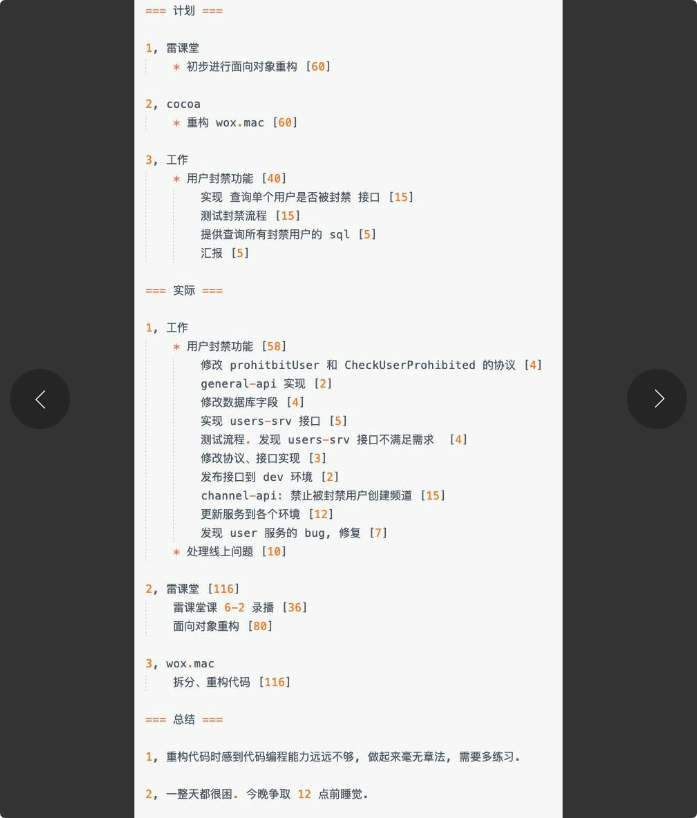 === 计划 ===
1, 雷课堂
* 初步进行面向对象重构 [60]
2, cocoa
* 重构 wox.mac [60]
3, 工作
* 用户封禁功能 [40]
实现 查询单个用户是否被封禁 接口 [15]
测试封禁流程 [15]
提供查询所有封禁用户的 sql [5]
汇报 [5]
=== 实际 ===
1, 工作
* 用户封禁功能 [58]
修改 prohitbitUser 和 CheckUserProhibited 的协议 [4]
general-api 实现 [2]
修改数据库字段 [4]
实现 users-srv 接口 [5]
测试流程. 发现 users-srv 接口不满足需求 [4]
修改协议、接口实现 [3]
发布接口到 dev 环境 [2]
channel-api: 禁止被封禁用户创建频道 [15]
更新服务到各个环境 [12]
发现 user 服务的 bug, 修复 [7]
* 处理线上问题 [10]
2, 雷课堂 [116]
雷课堂课 6-2 录播 [36]
面向对象重构 [80]
3, wox.mac
拆分、重构代码 [116]
=== 总结 ===
1, 重构代码时感到代码编程能力远远不够, 做起来毫无章法, 需要多练习.
2, 一整天都很困. 今晚争取 12 点前睡觉.